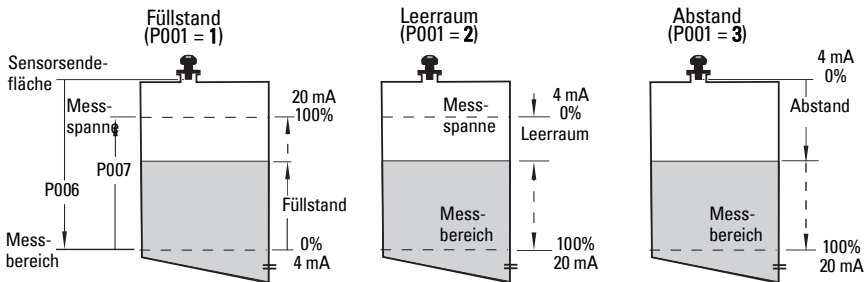 Füllstand
(P001 = 1)
Sensorsende-
fläche
Mess-
spanne
20 mA
100%
P007
P006
Füllstand
Mess-
bereich
0%
4 mA
Leerraum
(P001 = 2)
Mess-
spanne
4 mA
0%
Leerraum
Mess-
bereich
100%
20 mA
Abstand
(P001 = 3)
4 mA
0%
Abstand
Mess-
bereich
100%
20 mA